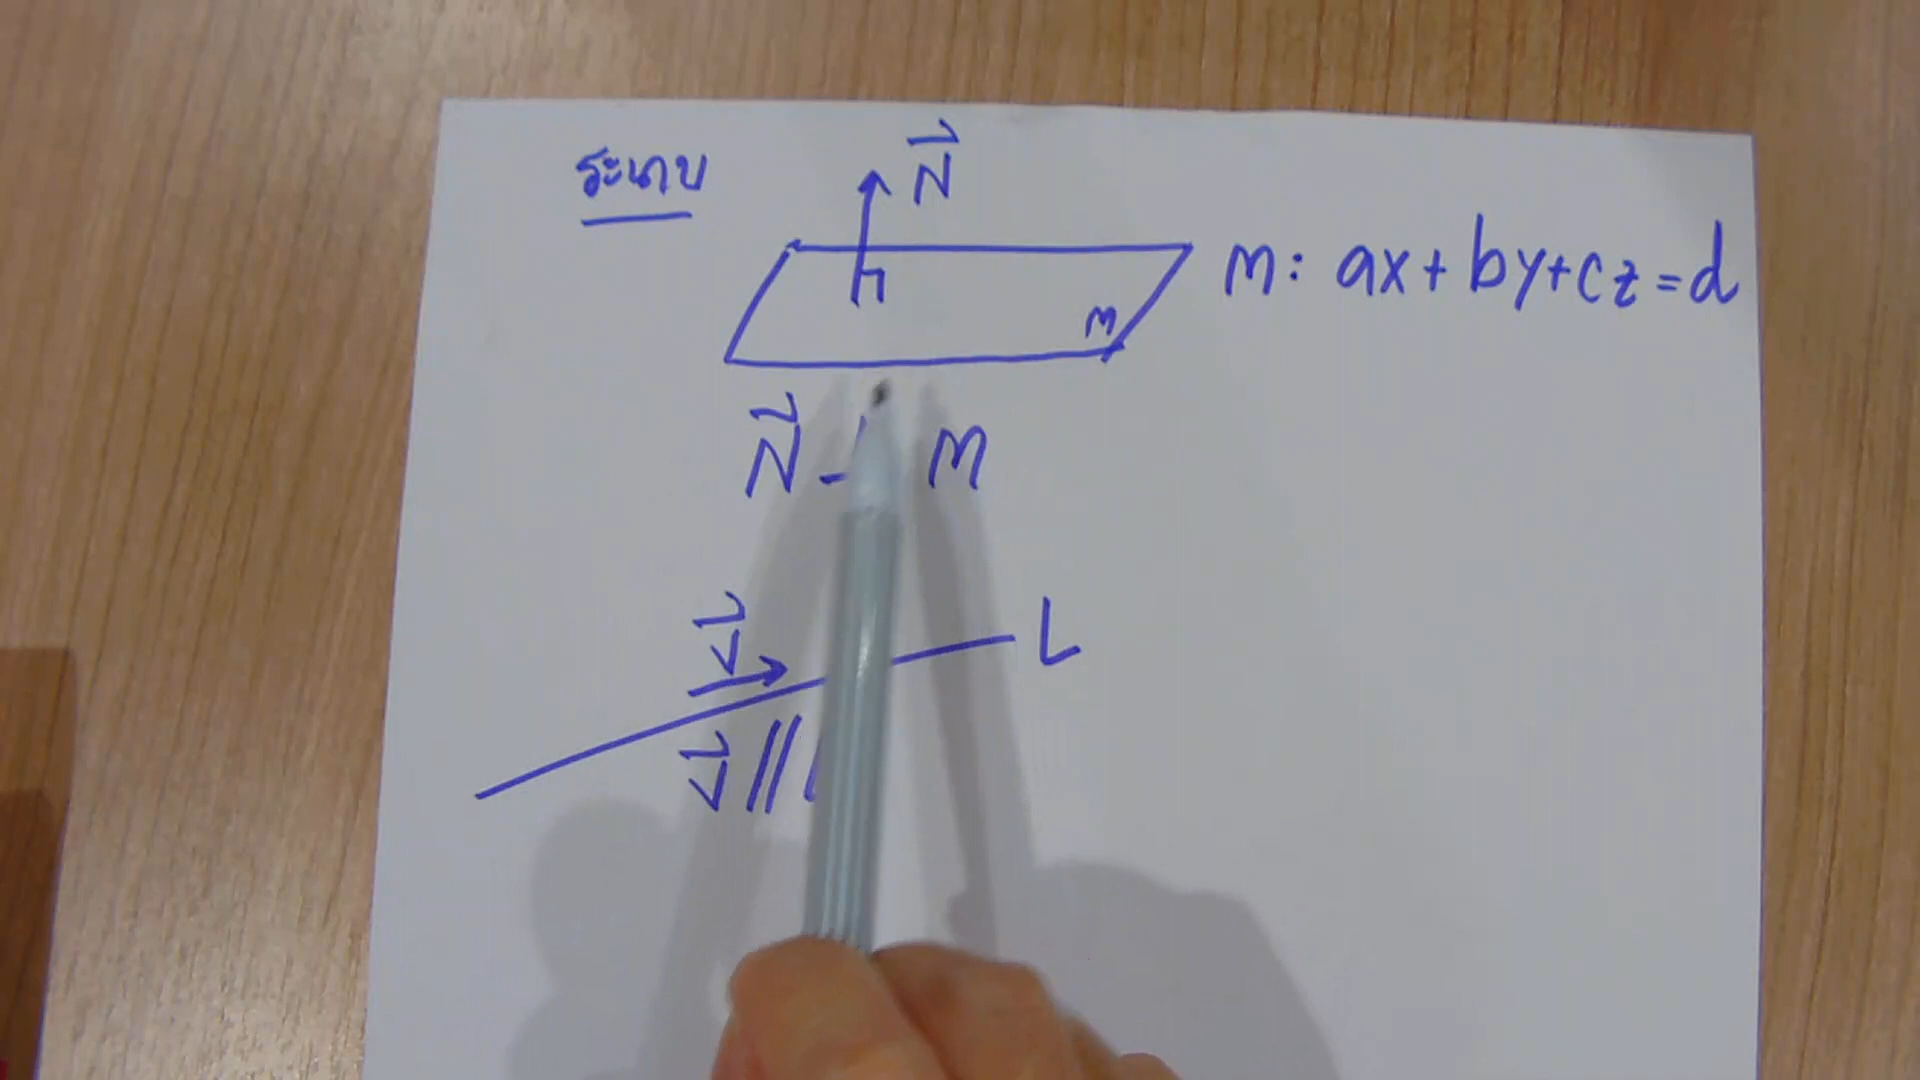 ระนาบ
N⃗
M
M: ax + by + cz = d
N⃗ ⊥ M
V⃗
L
V⃗ //